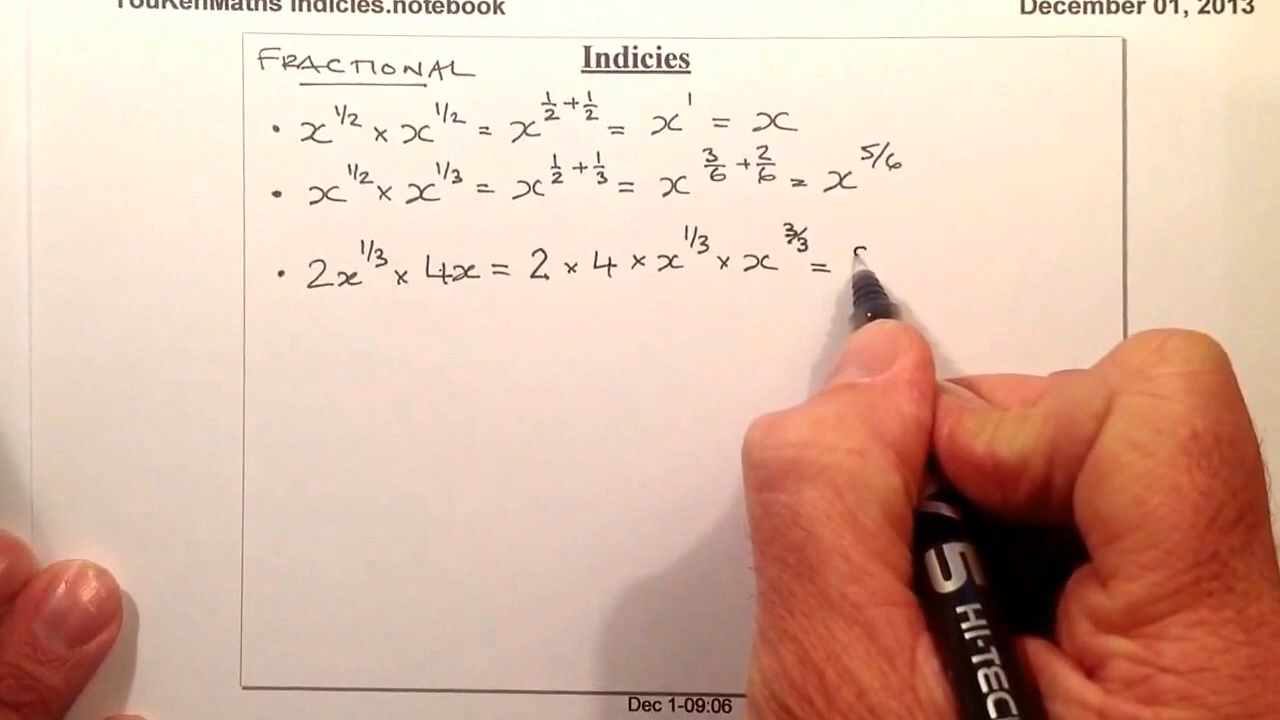 YouKenMaths Indicies.notebook December 01, 2013
FRACTIONAL Indicies
• x^1/2 × x^1/2 = x^(1/2 + 1/2) = x^1 = x
• x^1/2 × x^1/3 = x^(1/2 + 1/3) = x^(3/6 + 2/6) = x^5/6
• 2x^1/3 × 4x = 2 × 4 × x^1/3 × x^3/3 =
5 HI-TEC
Dec 1-09:06